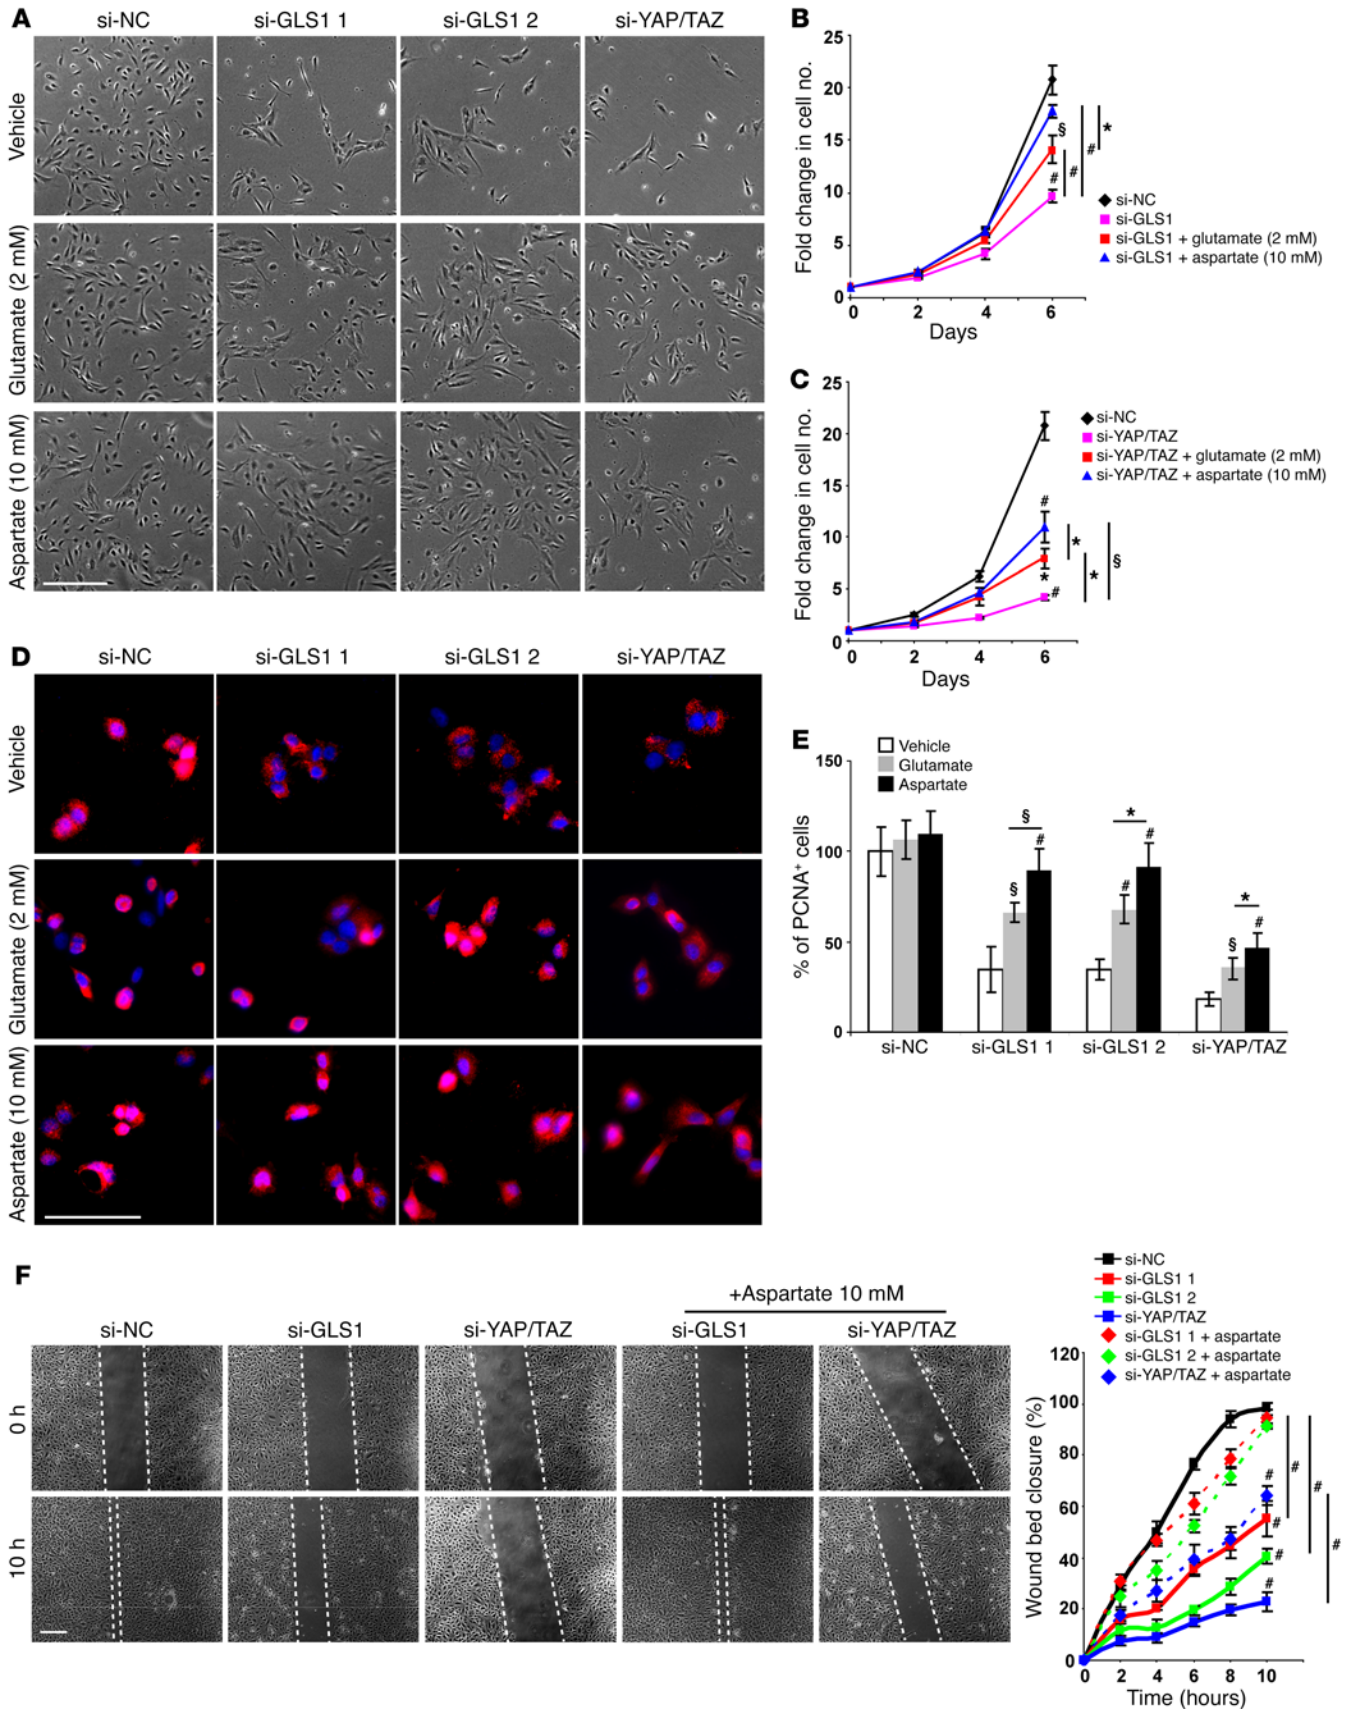 A
si-NC si-GLS1 1 si-GLS1 2 si-YAP/TAZ
Vehicle
Glutamate (2 mM)
Aspartate (10 mM)
B
Fold change in cell no.
25
20
15
10
5
0
0 2 4 6
Days
§ # # # *
si-NC
si-GLS1
si-GLS1 + glutamate (2 mM)
si-GLS1 + aspartate (10 mM)
C
Fold change in cell no.
25
20
15
10
5
0
0 2 4 6
Days
# * # * * §
si-NC
si-YAP/TAZ
si-YAP/TAZ + glutamate (2 mM)
si-YAP/TAZ + aspartate (10 mM)
D
si-NC si-GLS1 1 si-GLS1 2 si-YAP/TAZ
Vehicle
Glutamate (2 mM)
Aspartate (10 mM)
E
Vehicle
Glutamate
Aspartate
% of PCNA+ cells
150
100
50
0
§ § # * # # * § #
si-NC si-GLS1 1 si-GLS1 2 si-YAP/TAZ
F
+Aspartate 10 mM
si-NC si-GLS1 si-YAP/TAZ si-GLS1 si-YAP/TAZ
0 h
10 h
si-NC
si-GLS1 1
si-GLS1 2
si-YAP/TAZ
si-GLS1 1 + aspartate
si-GLS1 2 + aspartate
si-YAP/TAZ + aspartate
Wound bed closure (%)
120
100
80
60
40
20
0
# # # # # # #
0 2 4 6 8 10
Time (hours)